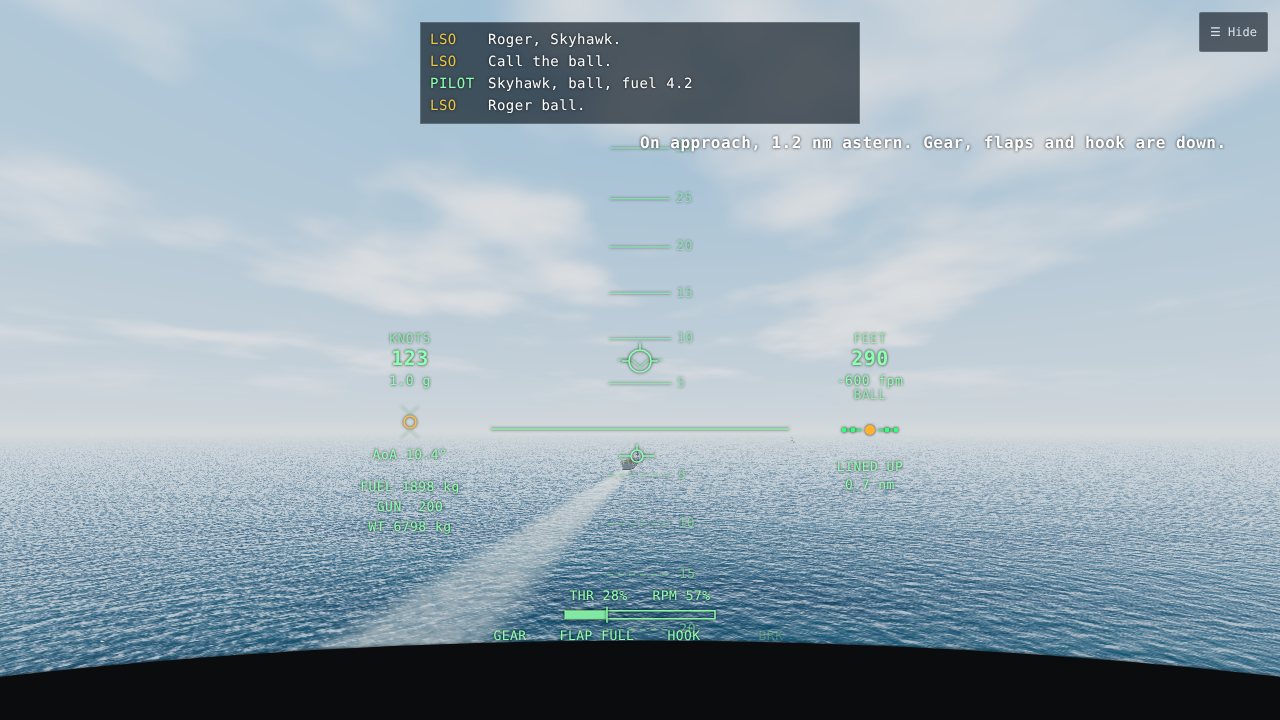 LSO Roger, Skyhawk.
LSO Call the ball.
PILOT Skyhawk, ball, fuel 4.2
LSO Roger ball.
☰ Hide
On approach, 1.2 nm astern. Gear, flaps and hook are down.
25
20
15
10
5
KNOTS
123
1.0 g
AoA 10.4°
FUEL 1898 kg
GUN 200
WT 6798 kg
FEET
290
-600 fpm
BALL
LINED UP
0.7 nm
5
10
15
THR 28% RPM 57%
20
GEAR FLAP FULL HOOK BRK